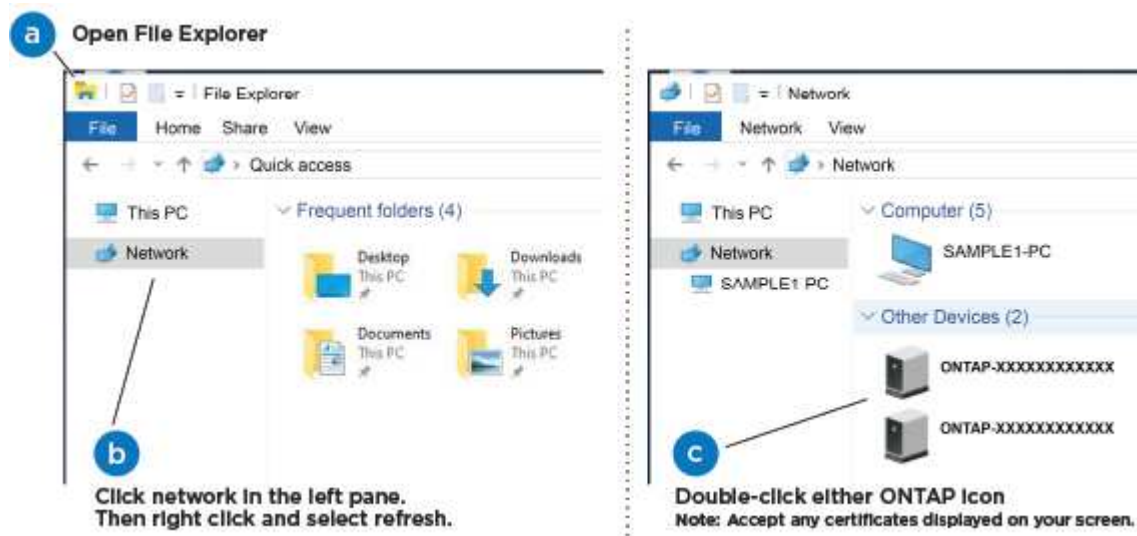 a Open File Explorer
File Explorer
File Home Share View
Quick access
This PC
Network
Frequent folders (4)
Desktop
This PC
Downloads
This PC
Documents
This PC
Pictures
This PC
b
Click network in the left pane.
Then right click and select refresh.
Network
File Network View
Network
This PC
Network
SAMPLE1 PC
Computer (5)
SAMPLE1-PC
Other Devices (2)
ONTAP-XXXXXXXXXXXX
ONTAP-XXXXXXXXXXXX
c
Double-click either ONTAP icon
Note: Accept any certificates displayed on your screen.